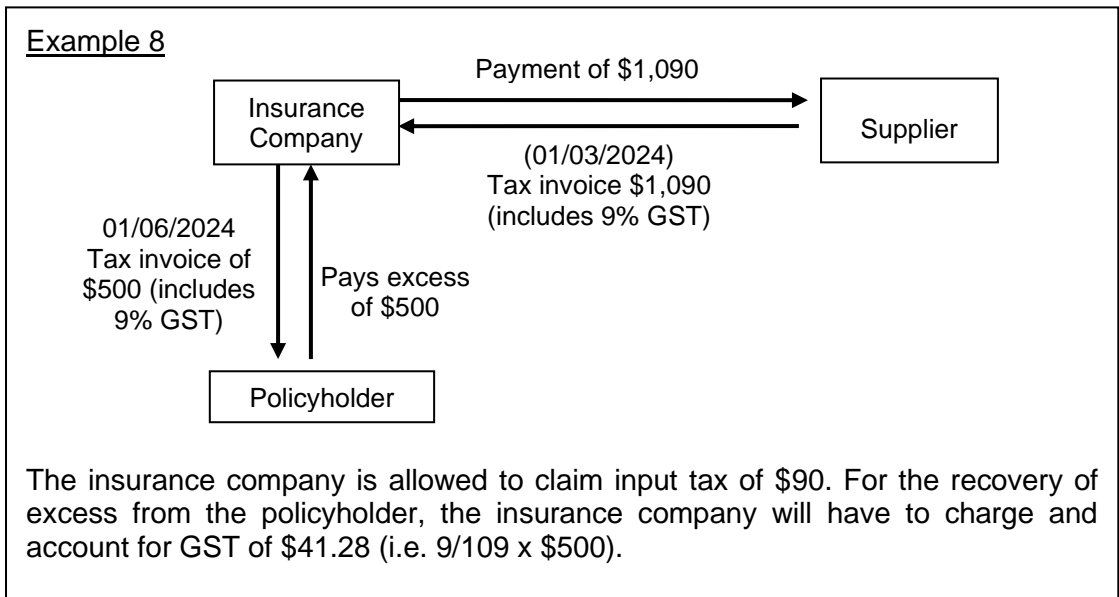 Example 8
Payment of $1,090
Insurance
Company
Supplier
(01/03/2024)
Tax invoice $1,090
(includes 9% GST)
01/06/2024
Tax invoice of
$500 (includes
9% GST)
Pays excess
of $500
Policyholder
The insurance company is allowed to claim input tax of $90. For the recovery of
excess from the policyholder, the insurance company will have to charge and
account for GST of $41.28 (i.e. 9/109 x $500).